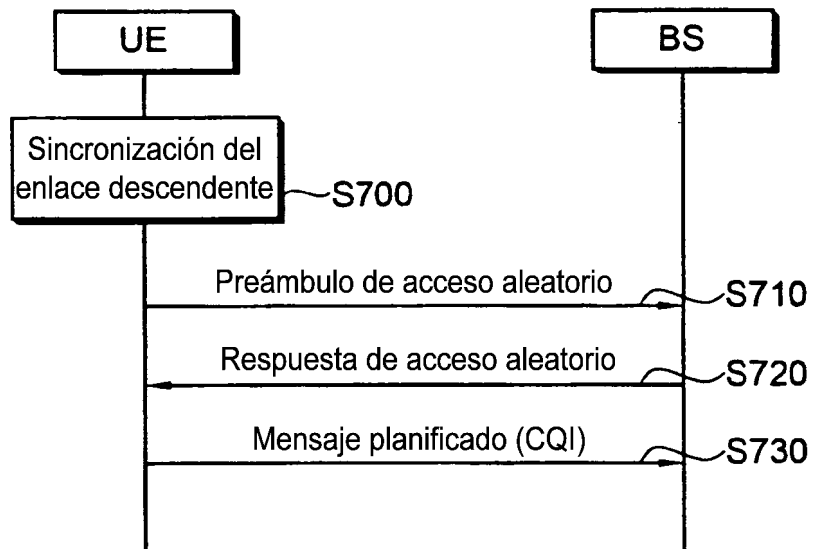 UE
BS
Sincronización del
enlace descendente
S700
Preámbulo de acceso aleatorio
S710
Respuesta de acceso aleatorio
S720
Mensaje planificado (CQI)
S730